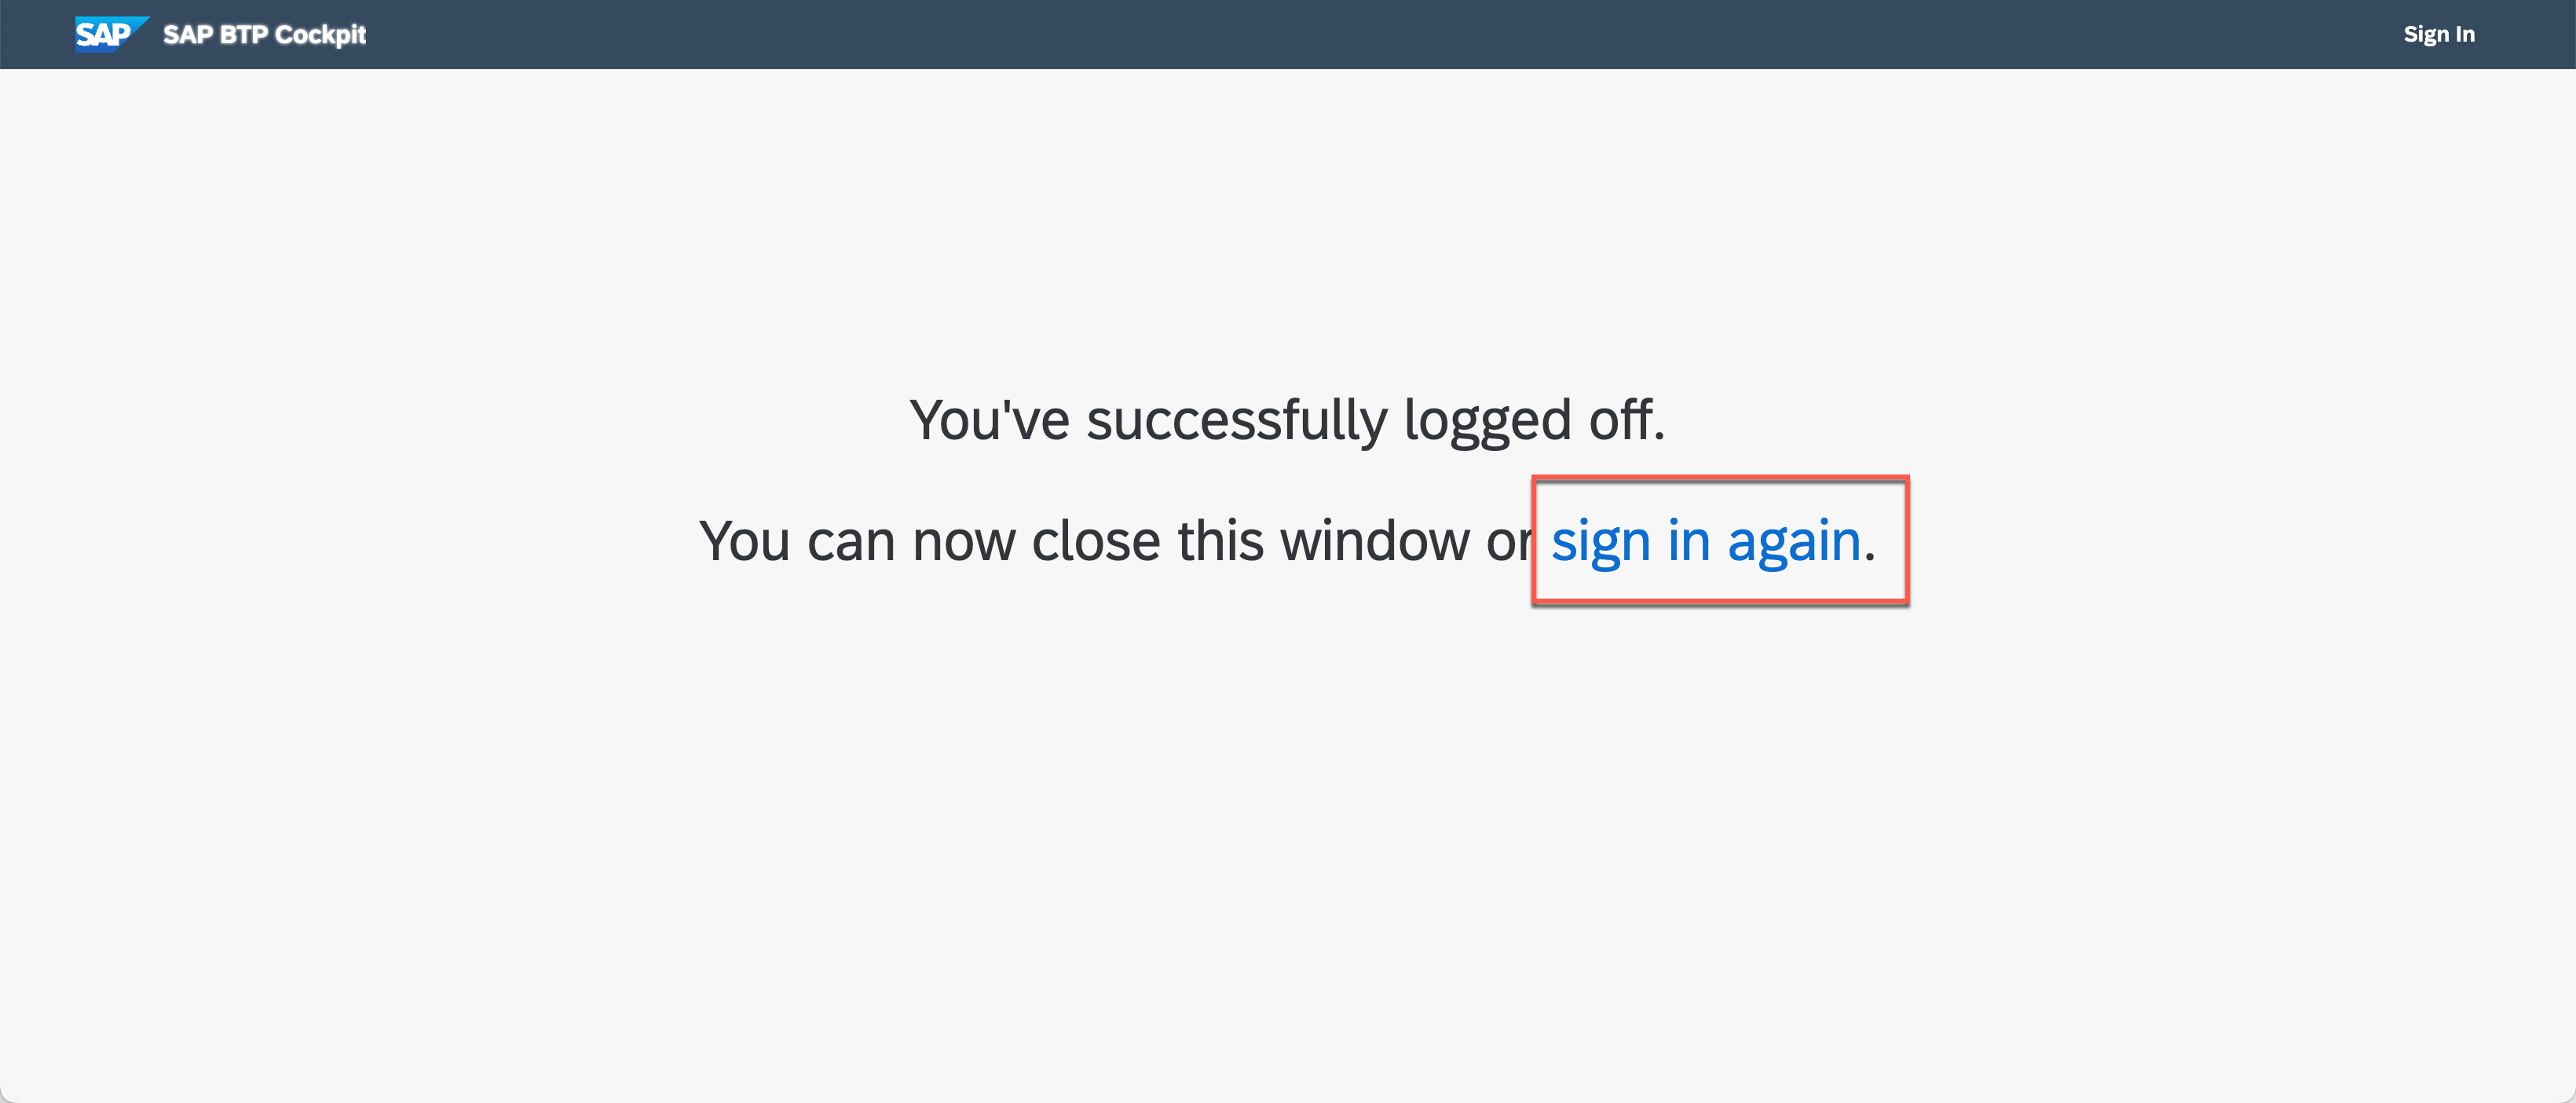 SAP SAP BTP Cockpit Sign In
You've successfully logged off.
You can now close this window or sign in again.